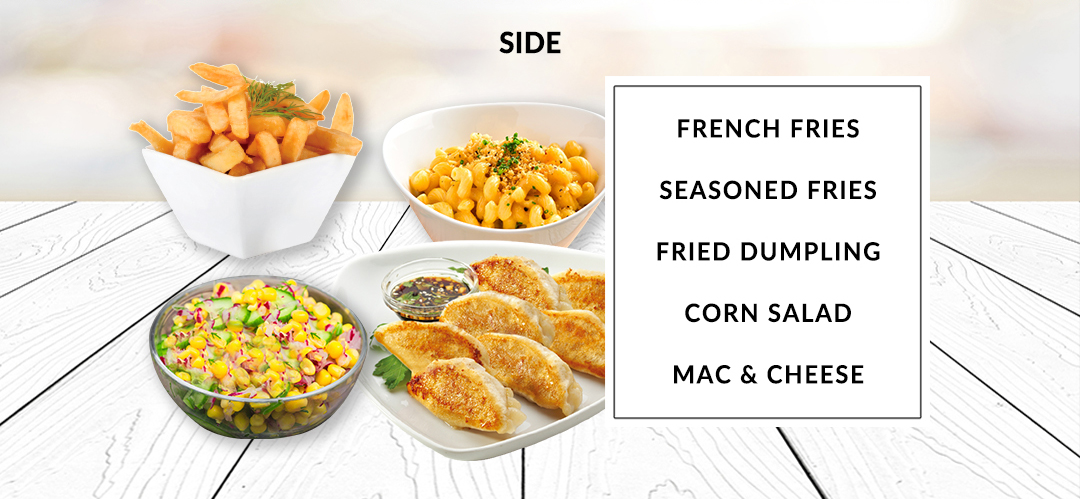 SIDE
FRENCH FRIES
SEASONED FRIES
FRIED DUMPLING
CORN SALAD
MAC & CHEESE